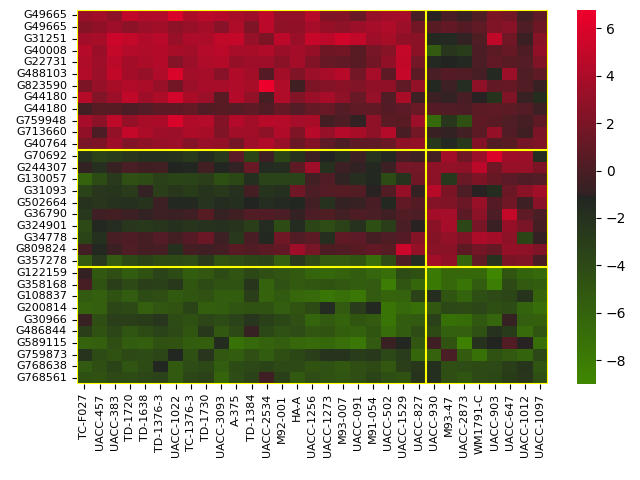 G49665
G49665
G31251
G40008
G22731
G488103
G823590
G44180
G44180
G759948
G713660
G40764
G70692
G244307
G130057
G31093
G502664
G36790
G324901
G34778
G809824
G357278
G122159
G358168
G108837
G200814
G30966
G486844
G589115
G759873
G768638
G768561
TC-F027
UACC-457
UACC-383
TD-1720
TD-1638
TD-1376-3
UACC-1022
TC-1376-3
TD-1730
UACC-3093
A-375
TD-1384
UACC-2534
M92-001
HA-A
UACC-1256
UACC-1273
M93-007
UACC-091
M91-054
UACC-502
UACC-1529
UACC-827
UACC-930
M93-47
UACC-2873
WM1791-C
UACC-903
UACC-647
UACC-1012
UACC-1097
6
4
2
0
−2
−4
−6
−8